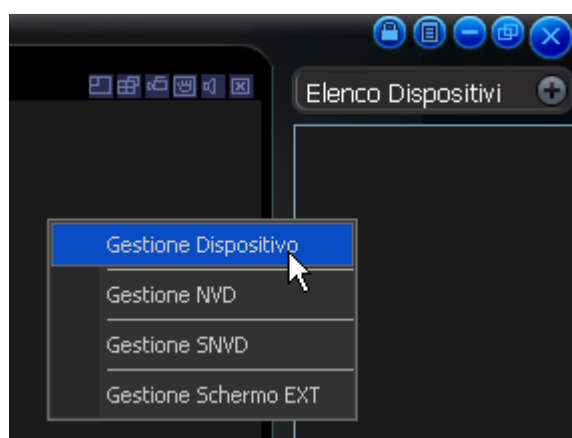 Elenco Dispositivi
Gestione Dispositivo
Gestione NVD
Gestione SNVD
Gestione Schermo EXT